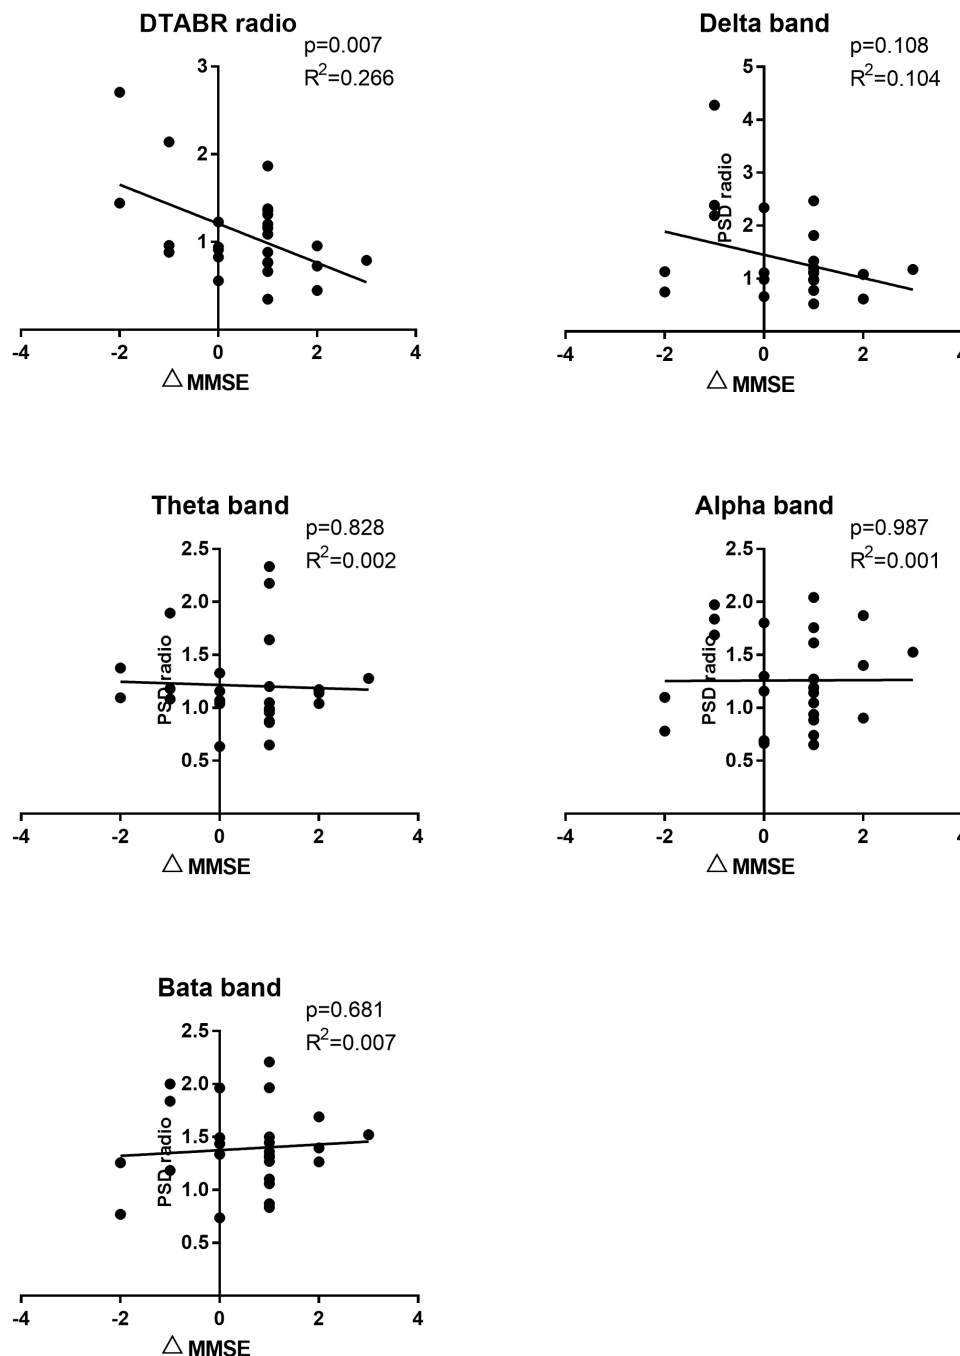 DTABR radio
p=0.007
R²=0.266
3
2
1
-4 -2 0 2 4
△ MMSE
Delta band
p=0.108
R²=0.104
5
4
3
2
1
PSD radio
-4 -2 0 2 4
△ MMSE
Theta band
p=0.828
R²=0.002
2.5
2.0
1.5
1.0
0.5
PSD radio
-4 -2 0 2 4
△ MMSE
Alpha band
p=0.987
R²=0.001
2.5
2.0
1.5
1.0
0.5
PSD radio
-4 -2 0 2 4
△ MMSE
Bata band
p=0.681
R²=0.007
2.5
2.0
1.5
1.0
0.5
PSD radio
-4 -2 0 2 4
△ MMSE